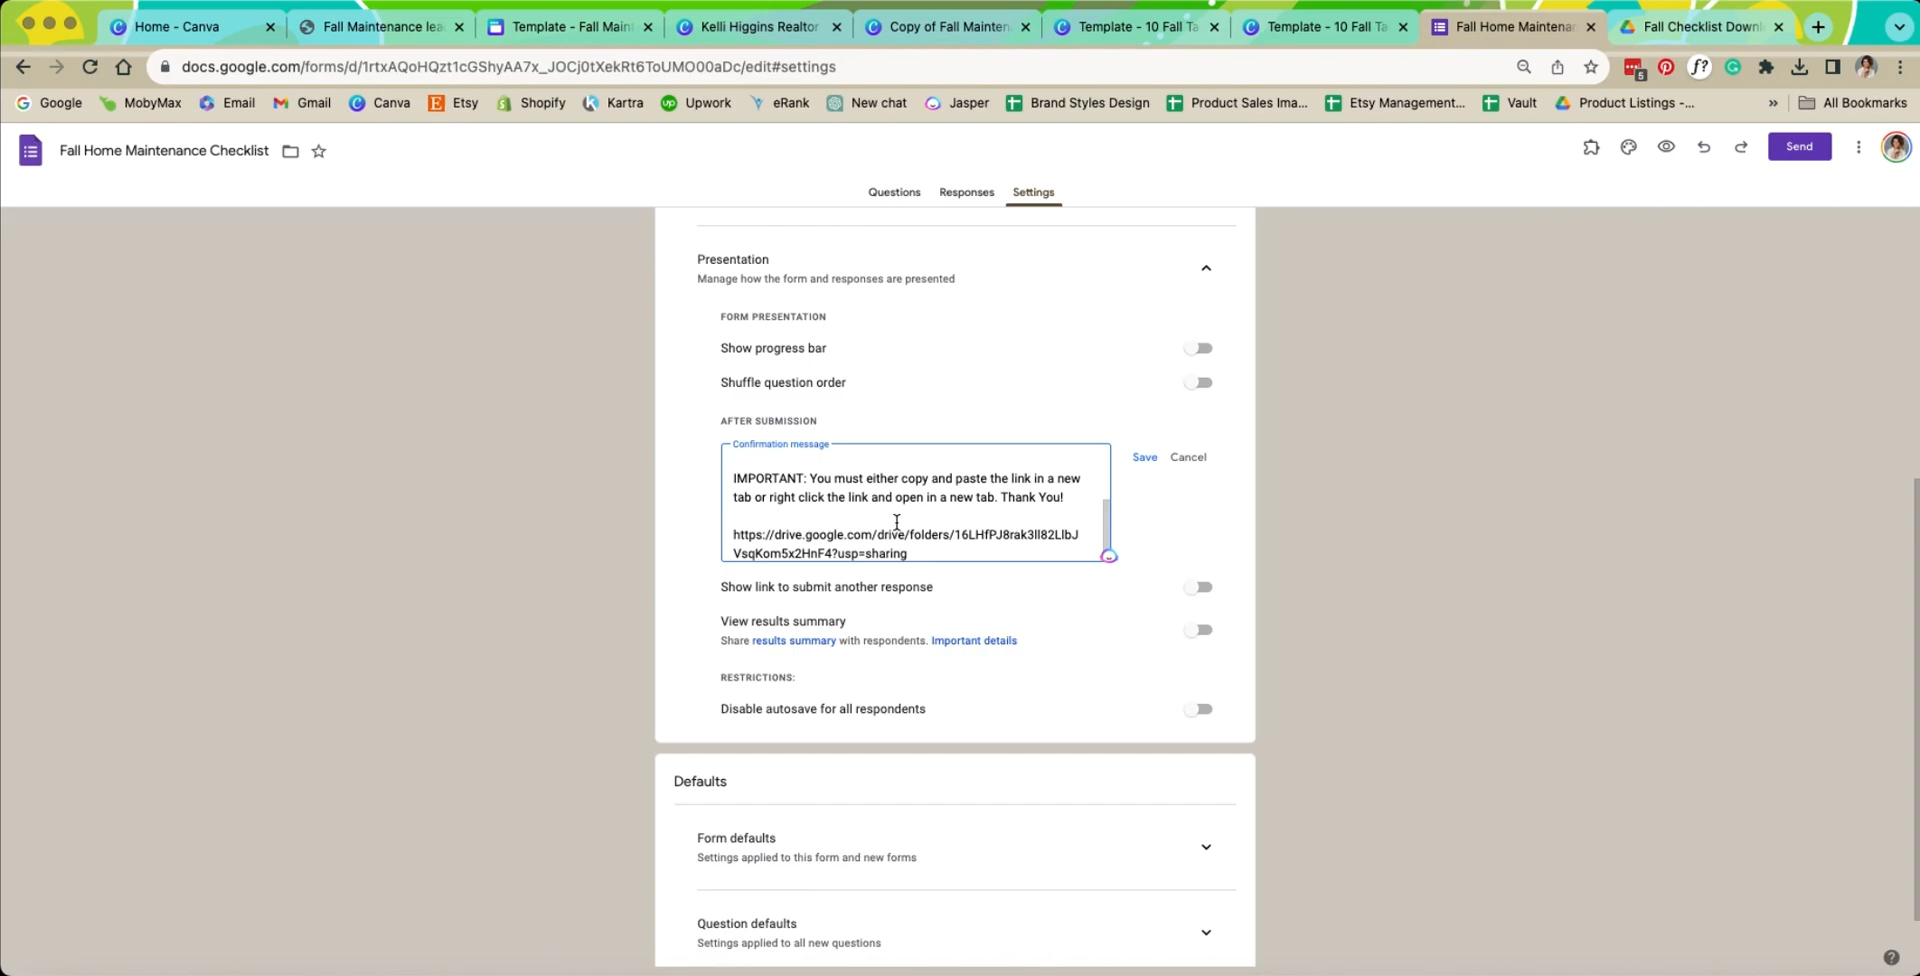 Home - Canva
Fall Maintenance lea
Template - Fall Main
Kelli Higgins Realtor
Copy of Fall Mainten
Template - 10 Fall Ta
Template - 10 Fall Ta
Fall Home Maintenan
Fall Checklist Downl
docs.google.com/forms/d/1rtxAQoHQzt1cGShyAA7x_JOCj0tXekRt6ToUMO00aDc/edit#settings
5
f?
Google
MobyMax
Email
Gmail
Canva
Etsy
Shopify
Kartra
Upwork
eRank
New chat
Jasper
Brand Styles Design
Product Sales Ima...
Etsy Management...
Vault
Product Listings -...
»
All Bookmarks
Fall Home Maintenance Checklist
Send
Questions
Responses
Settings
Presentation
Manage how the form and responses are presented
FORM PRESENTATION
Show progress bar
Shuffle question order
AFTER SUBMISSION
Confirmation message
Save
Cancel
IMPORTANT: You must either copy and paste the link in a new
tab or right click the link and open in a new tab. Thank You!
https://drive.google.com/drive/folders/16LHfPJ8rak3ll82LlbJ
VsqKom5x2HnF4?usp=sharing
Show link to submit another response
View results summary
Share results summary with respondents. Important details
RESTRICTIONS:
Disable autosave for all respondents
Defaults
Form defaults
Settings applied to this form and new forms
Question defaults
Settings applied to all new questions